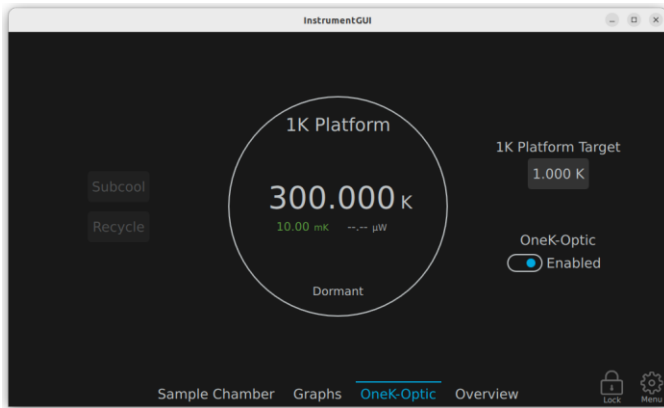 InstrumentGUI
1K Platform
300.000 K
10.00 mK --.-- µW
Dormant
Subcool
Recycle
1K Platform Target
1.000 K
OneK-Optic
Enabled
Sample Chamber Graphs OneK-Optic Overview
Lock Menu